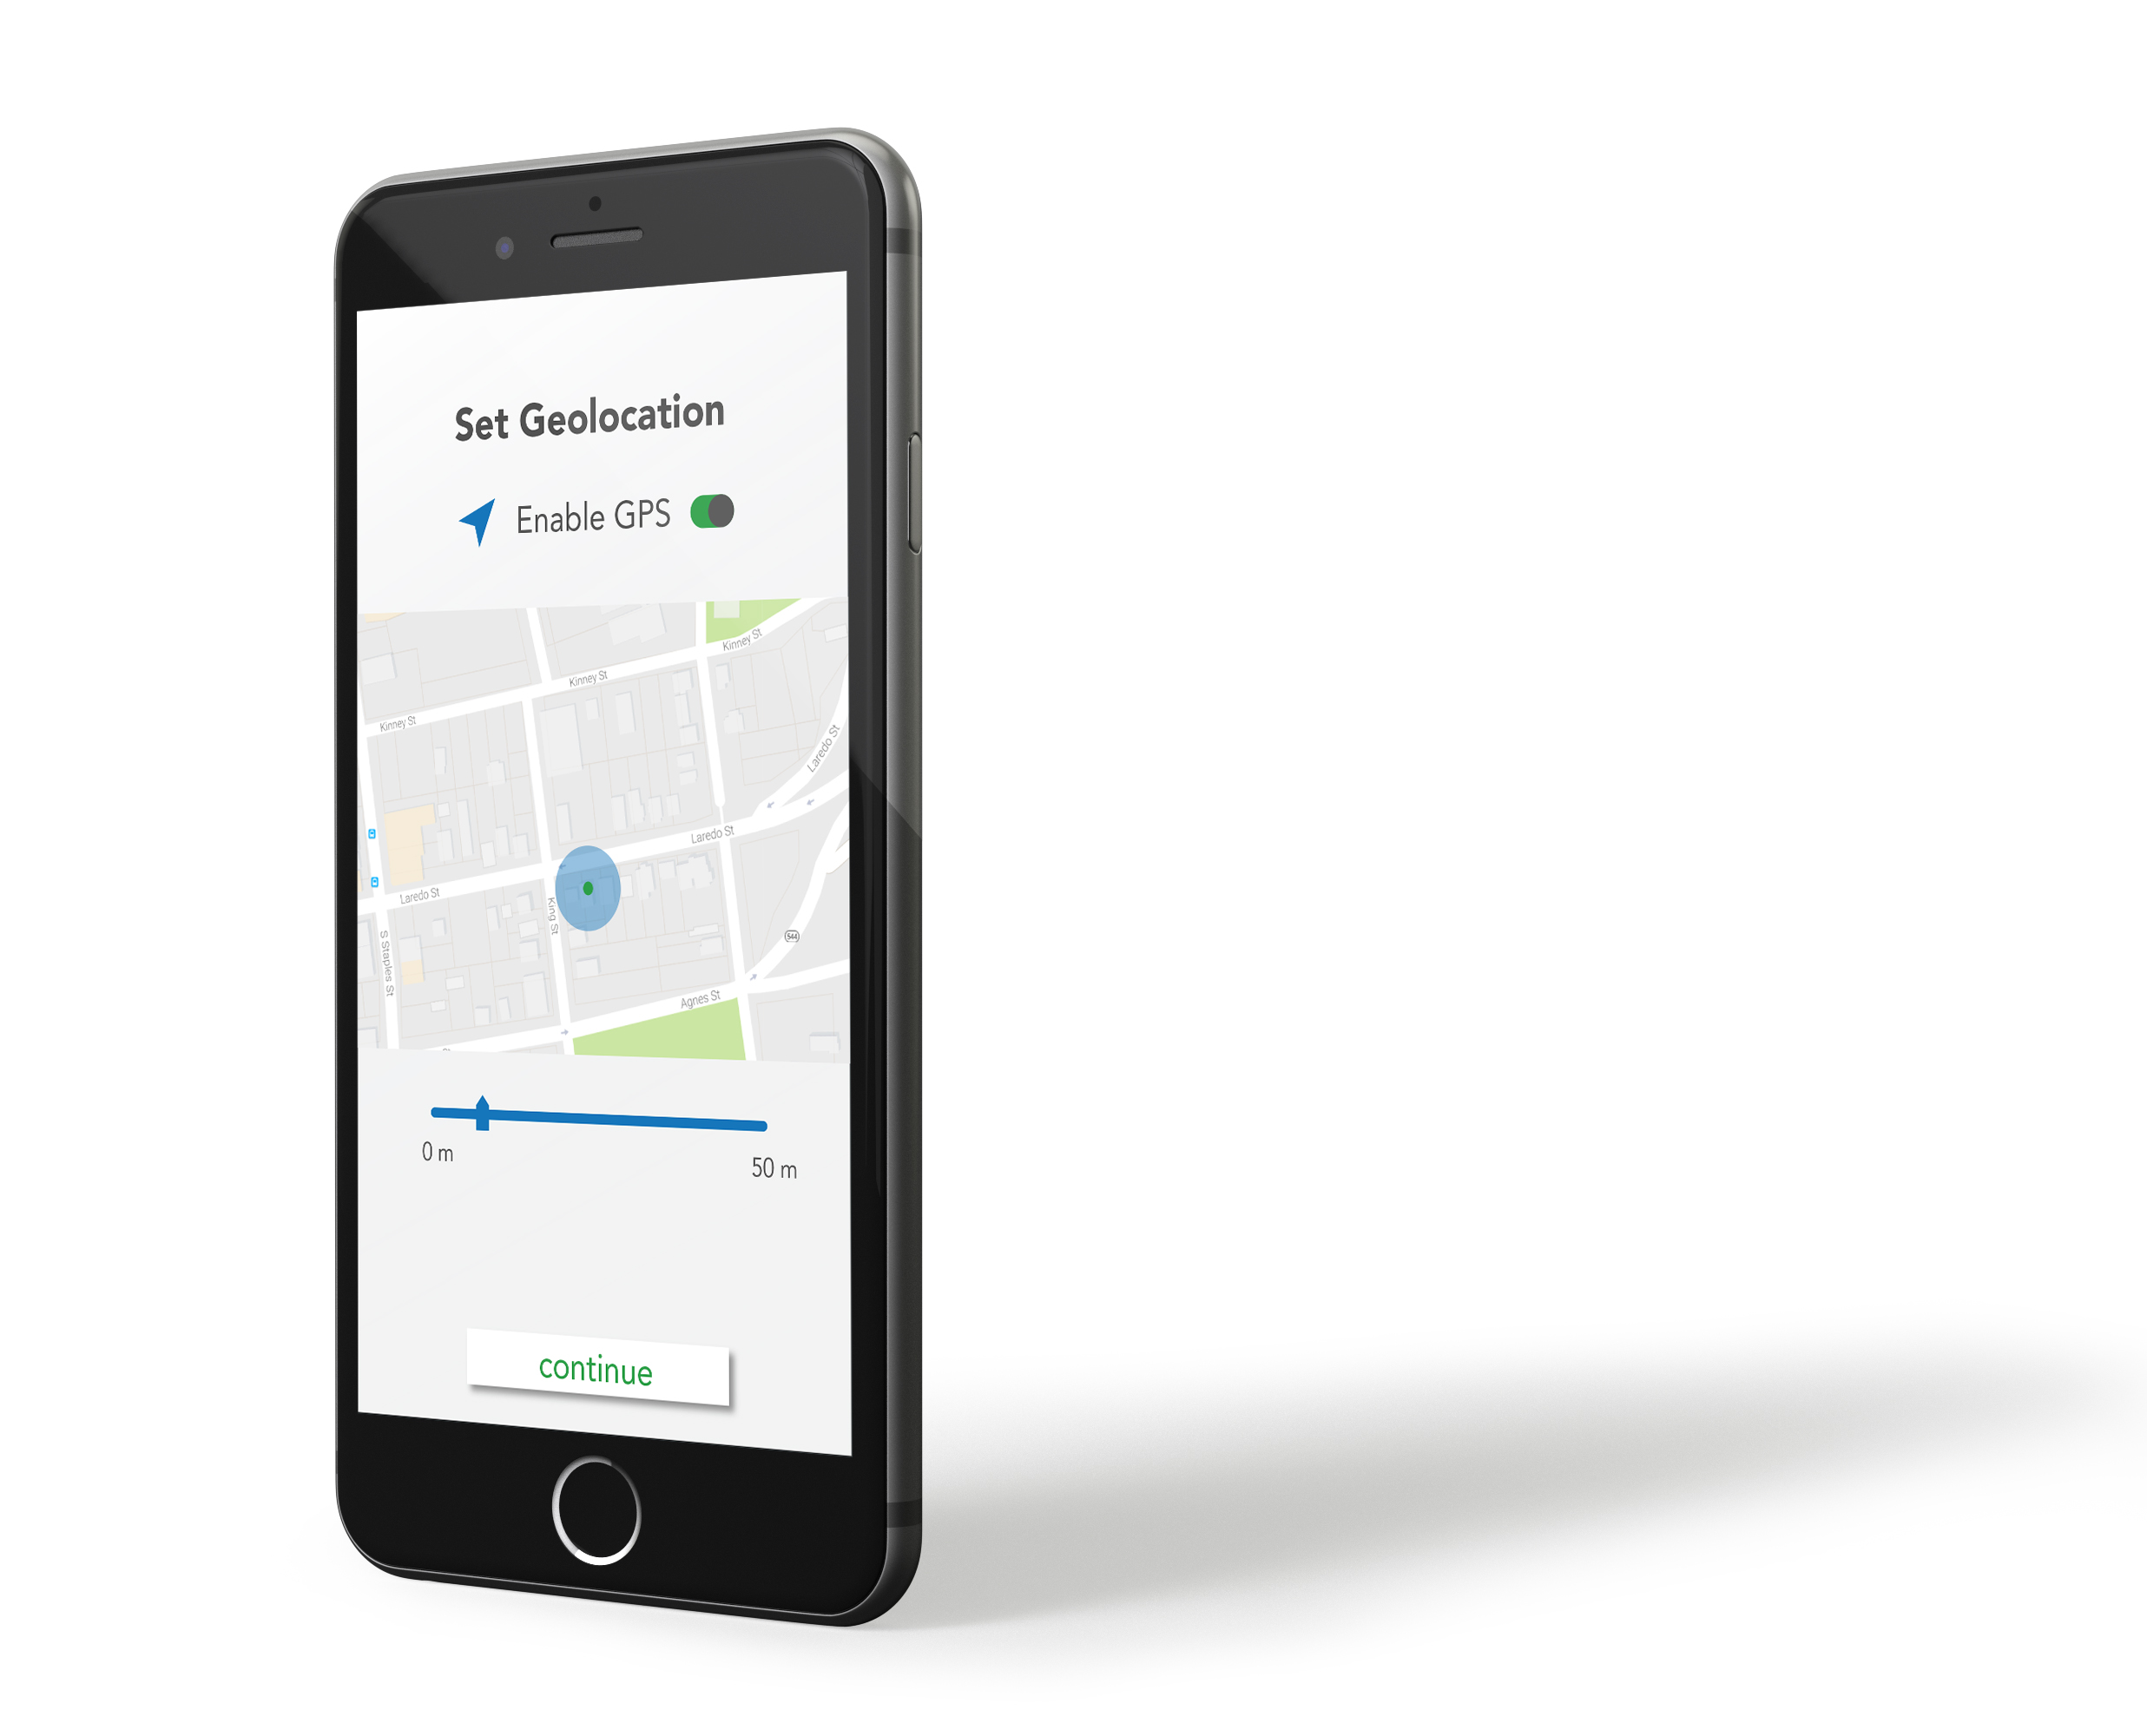 Set Geolocation
Enable GPS
Kinney St
Kinney St
Kinney St
Laredo St
Laredo St
Laredo St
King St
S Staples St
544
Agnes St
0 m
50 m
continue